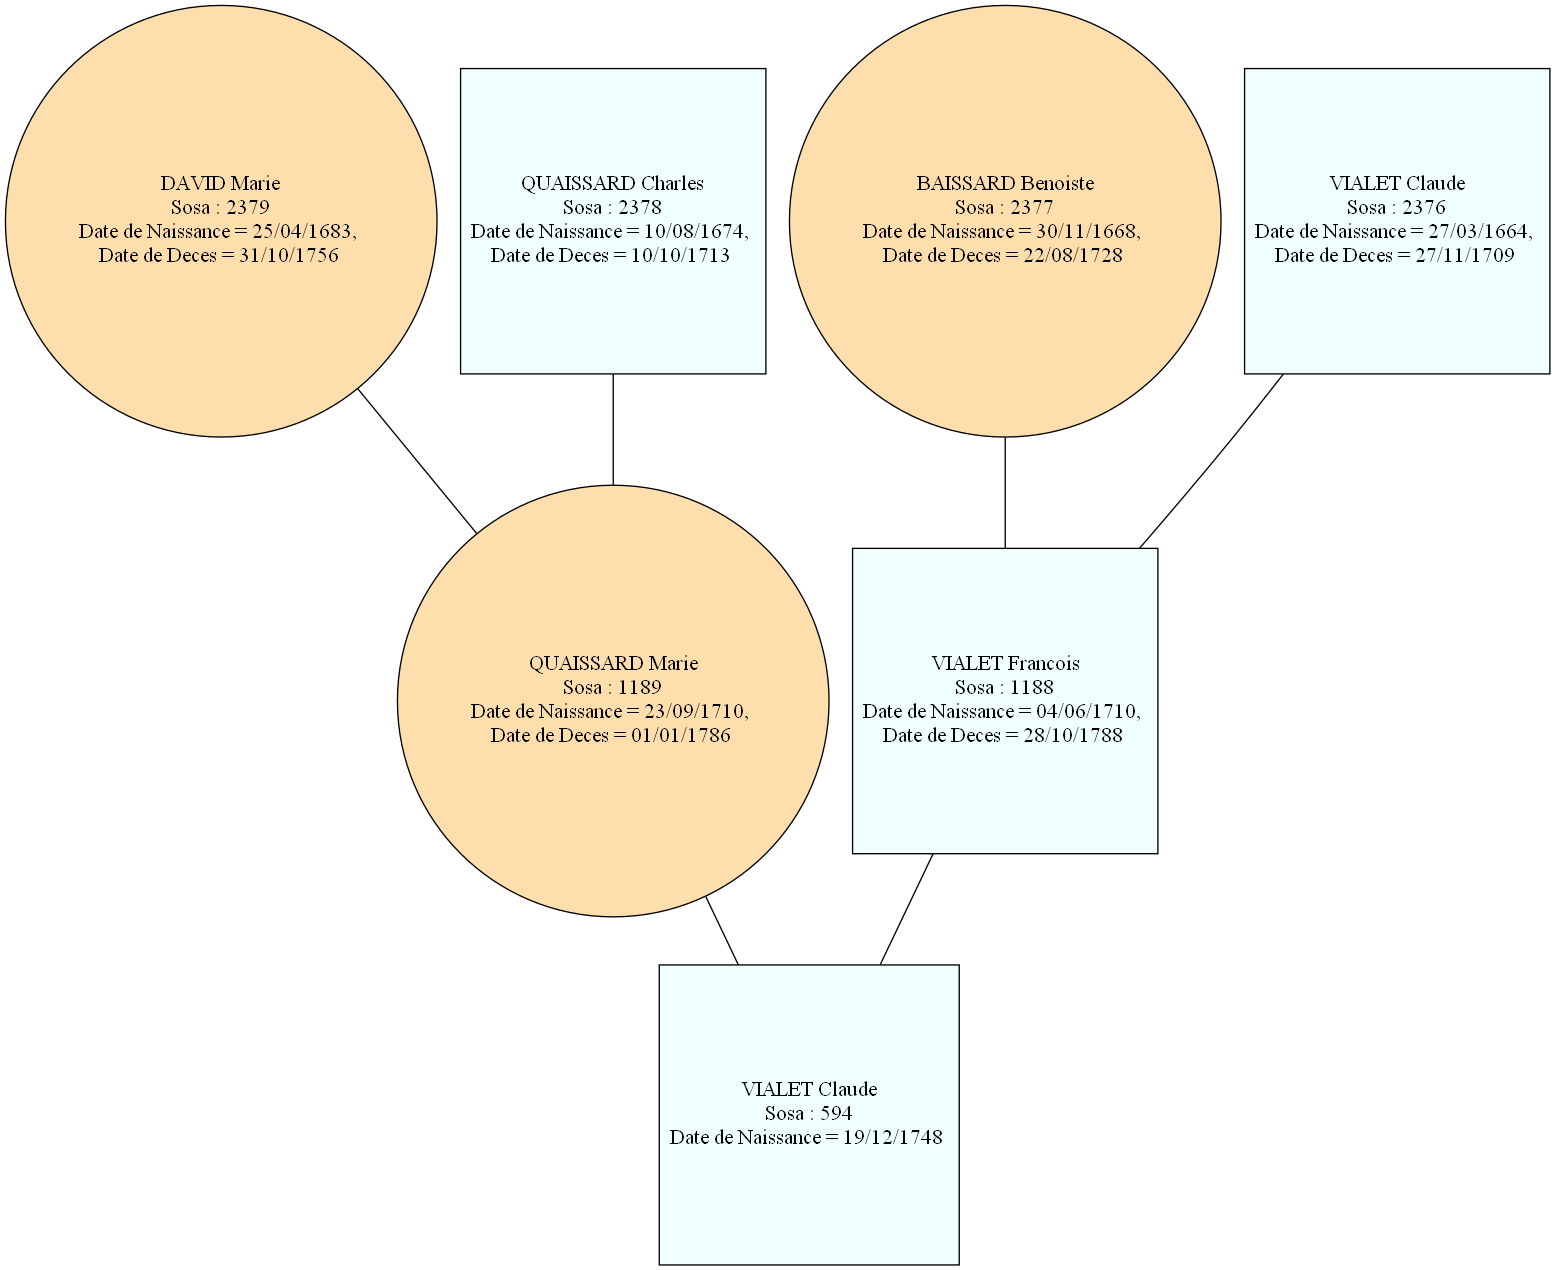 DAVID Marie
Sosa : 2379
Date de Naissance = 25/04/1683,
Date de Deces = 31/10/1756
QUAISSARD Charles
Sosa : 2378
Date de Naissance = 10/08/1674,
Date de Deces = 10/10/1713
BAISSARD Benoiste
Sosa : 2377
Date de Naissance = 30/11/1668,
Date de Deces = 22/08/1728
VIALET Claude
Sosa : 2376
Date de Naissance = 27/03/1664,
Date de Deces = 27/11/1709
QUAISSARD Marie
Sosa : 1189
Date de Naissance = 23/09/1710,
Date de Deces = 01/01/1786
VIALET Francois
Sosa : 1188
Date de Naissance = 04/06/1710,
Date de Deces = 28/10/1788
VIALET Claude
Sosa : 594
Date de Naissance = 19/12/1748